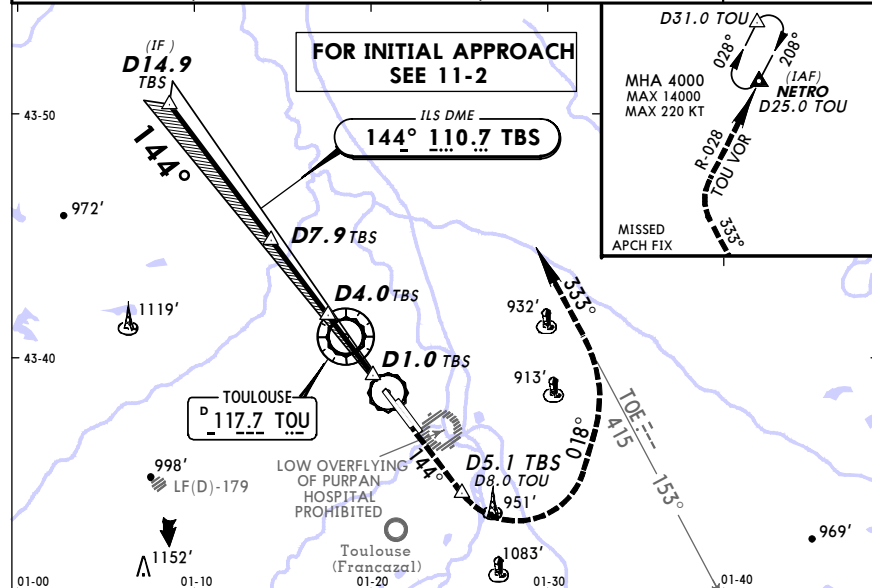 (IF)
D14.9
TBS
FOR INITIAL APPROACH
SEE 11-2
D31.0 TOU
028°
208°
MHA 4000
MAX 14000
MAX 220 KT
(IAF)
NETRO
D25.0 TOU
R-028
TOU VOR
333°
MISSED
APCH FIX
43-50
144°
ILS DME
144° 110.7 TBS
972'
D7.9 TBS
D4.0 TBS
1119'
932'
333°
43-40
D1.0 TBS
913'
TOULOUSE
D 117.7 TOU
TOE
415
153°
018°
998'
LF(D)-179
LOW OVERFLYING
OF PURPAN
HOSPITAL
PROHIBITED
144°
D5.1 TBS
D8.0 TOU
951'
1152'
Toulouse
(Francazal)
1083'
969'
01-00
01-10
01-20
01-30
01-40